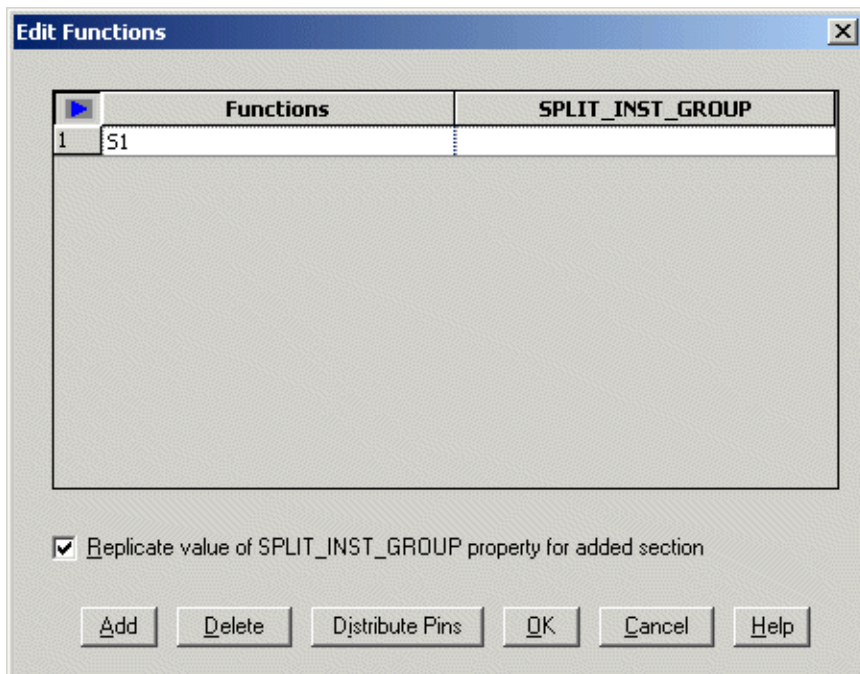 Edit Functions
Functions SPLIT_INST_GROUP
1 S1
Replicate value of SPLIT_INST_GROUP property for added section
Add Delete Distribute Pins OK Cancel Help